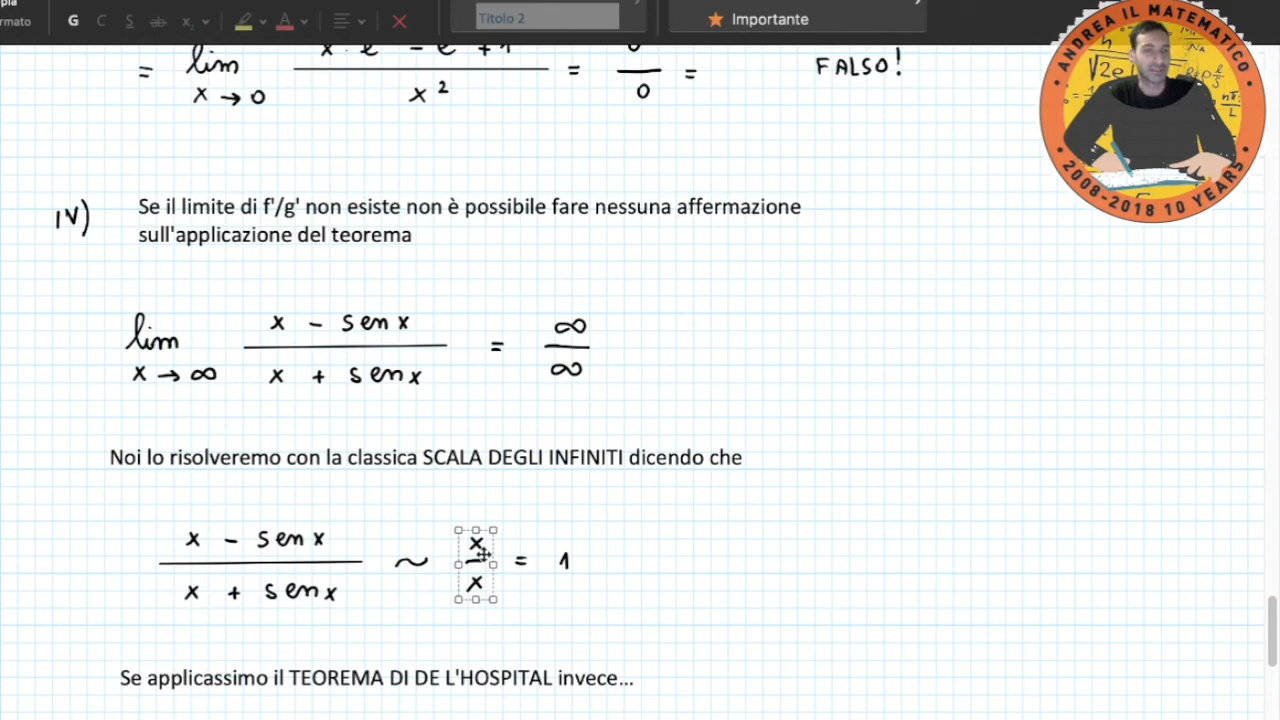 ormato G C S ab x, A Titolo 2 Importante
= lim x → 0 / x² = 0 = FALSO!
IV) Se il limite di f'/g' non esiste non è possibile fare nessuna affermazione
sull'applicazione del teorema
lim x → ∞ x - sen x / x + sen x = ∞ / ∞
Noi lo risolveremo con la classica SCALA DEGLI INFINITI dicendo che
x - sen x / x + sen x ~ x / x = 1
Se applicassimo il TEOREMA DI DE L'HOSPITAL invece...
ANDREA IL MATEMATICO
2008-2018 10 YEARS